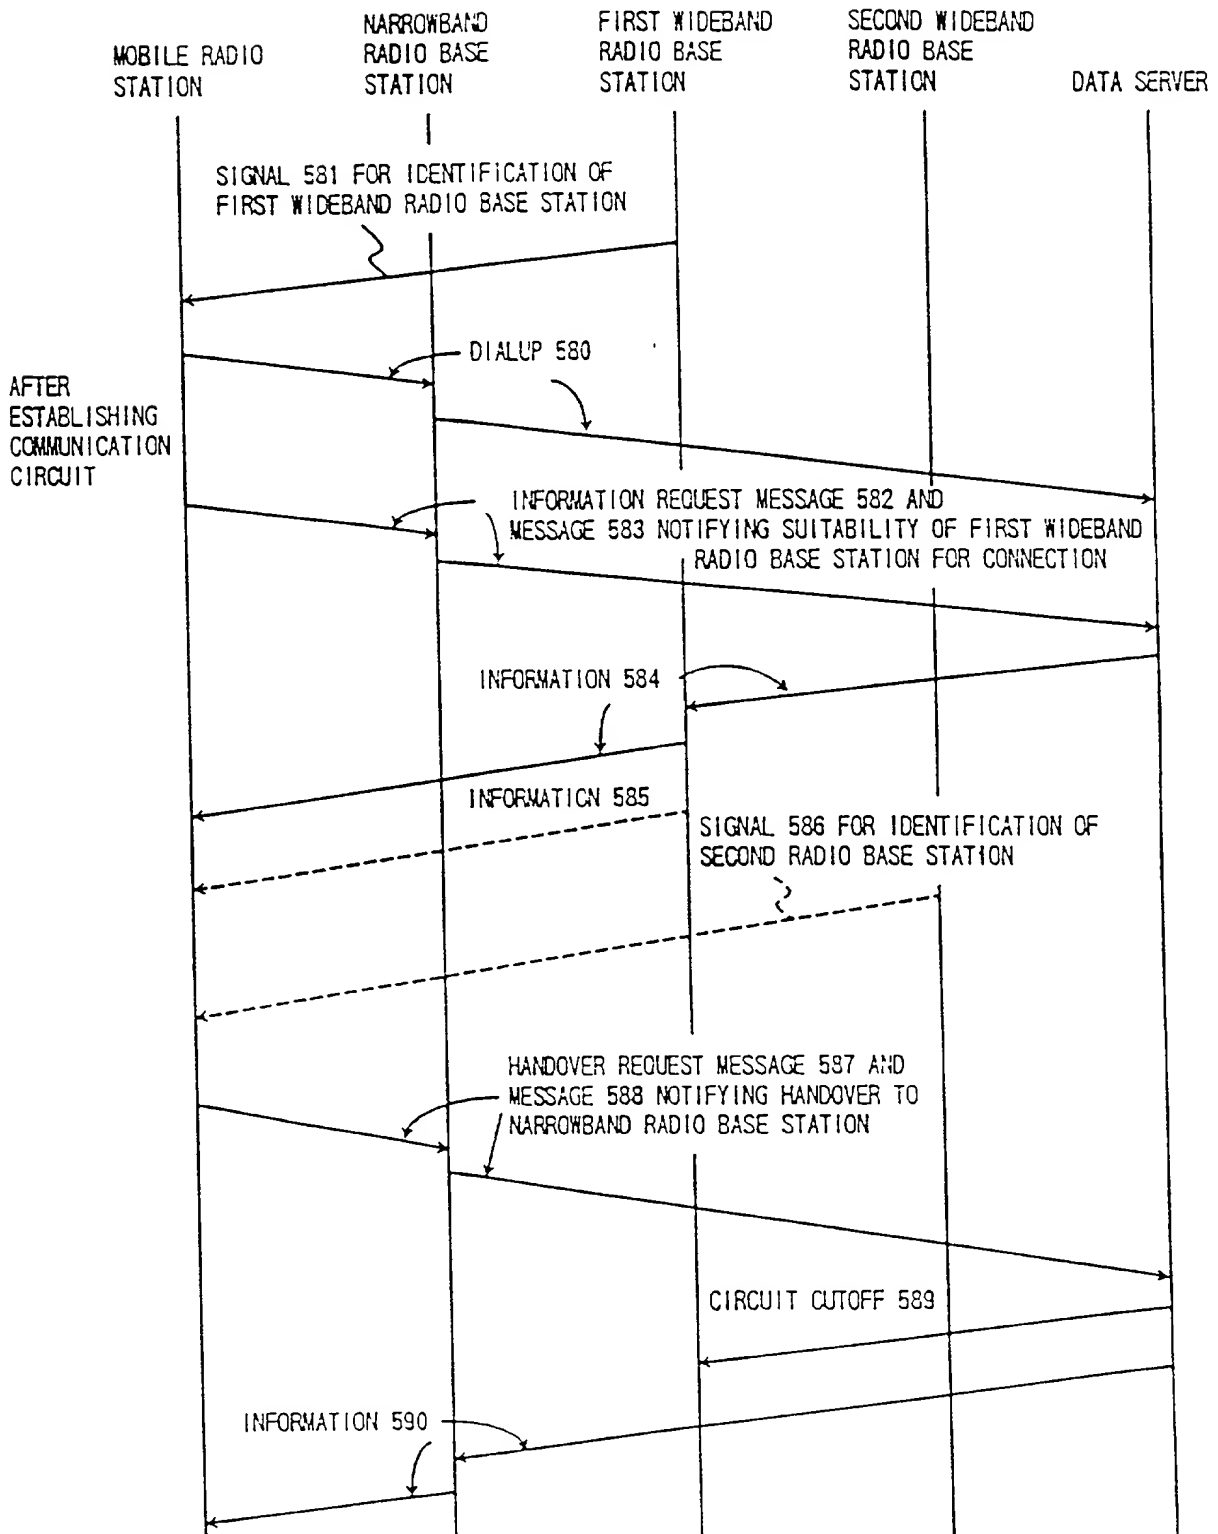 MOBILE RADIO
STATION
NARROWBAND
RADIO BASE
STATION
FIRST WIDEBAND
RADIO BASE
STATION
SECOND WIDEBAND
RADIO BASE
STATION
DATA SERVER
SIGNAL 581 FOR IDENTIFICATION OF
FIRST WIDEBAND RADIO BASE STATION
DIALUP 580
AFTER
ESTABLISHING
COMMUNICATION
CIRCUIT
INFORMATION REQUEST MESSAGE 582 AND
MESSAGE 583 NOTIFYING SUITABILITY OF FIRST WIDEBAND
RADIO BASE STATION FOR CONNECTION
INFORMATION 584
INFORMATION 585
SIGNAL 586 FOR IDENTIFICATION OF
SECOND RADIO BASE STATION
HANDOVER REQUEST MESSAGE 587 AND
MESSAGE 588 NOTIFYING HANDOVER TO
NARROWBAND RADIO BASE STATION
CIRCUIT CUTOFF 589
INFORMATION 590